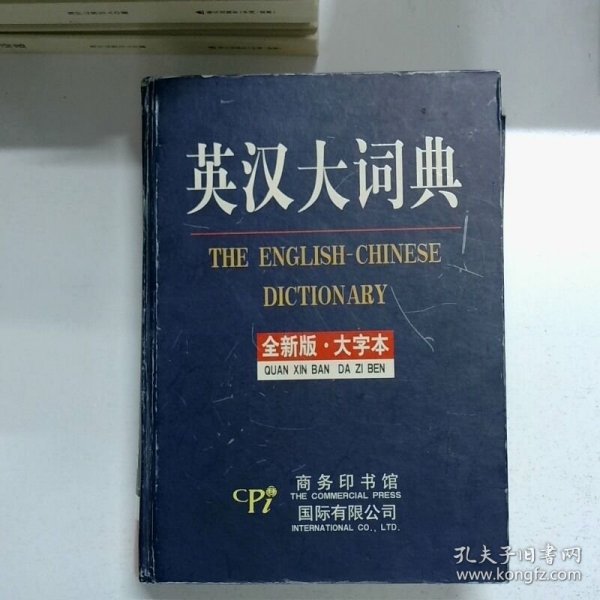 英汉大词典
THE ENGLISH-CHINESE
DICTIONARY
全新版·大字本
QUAN XIN BAN DA ZI BEN
CPi
商务印书馆
THE COMMERCIAL PRESS
国际有限公司
INTERNATIONAL CO., LTD.
孔夫子旧书网
www.kongfz.com